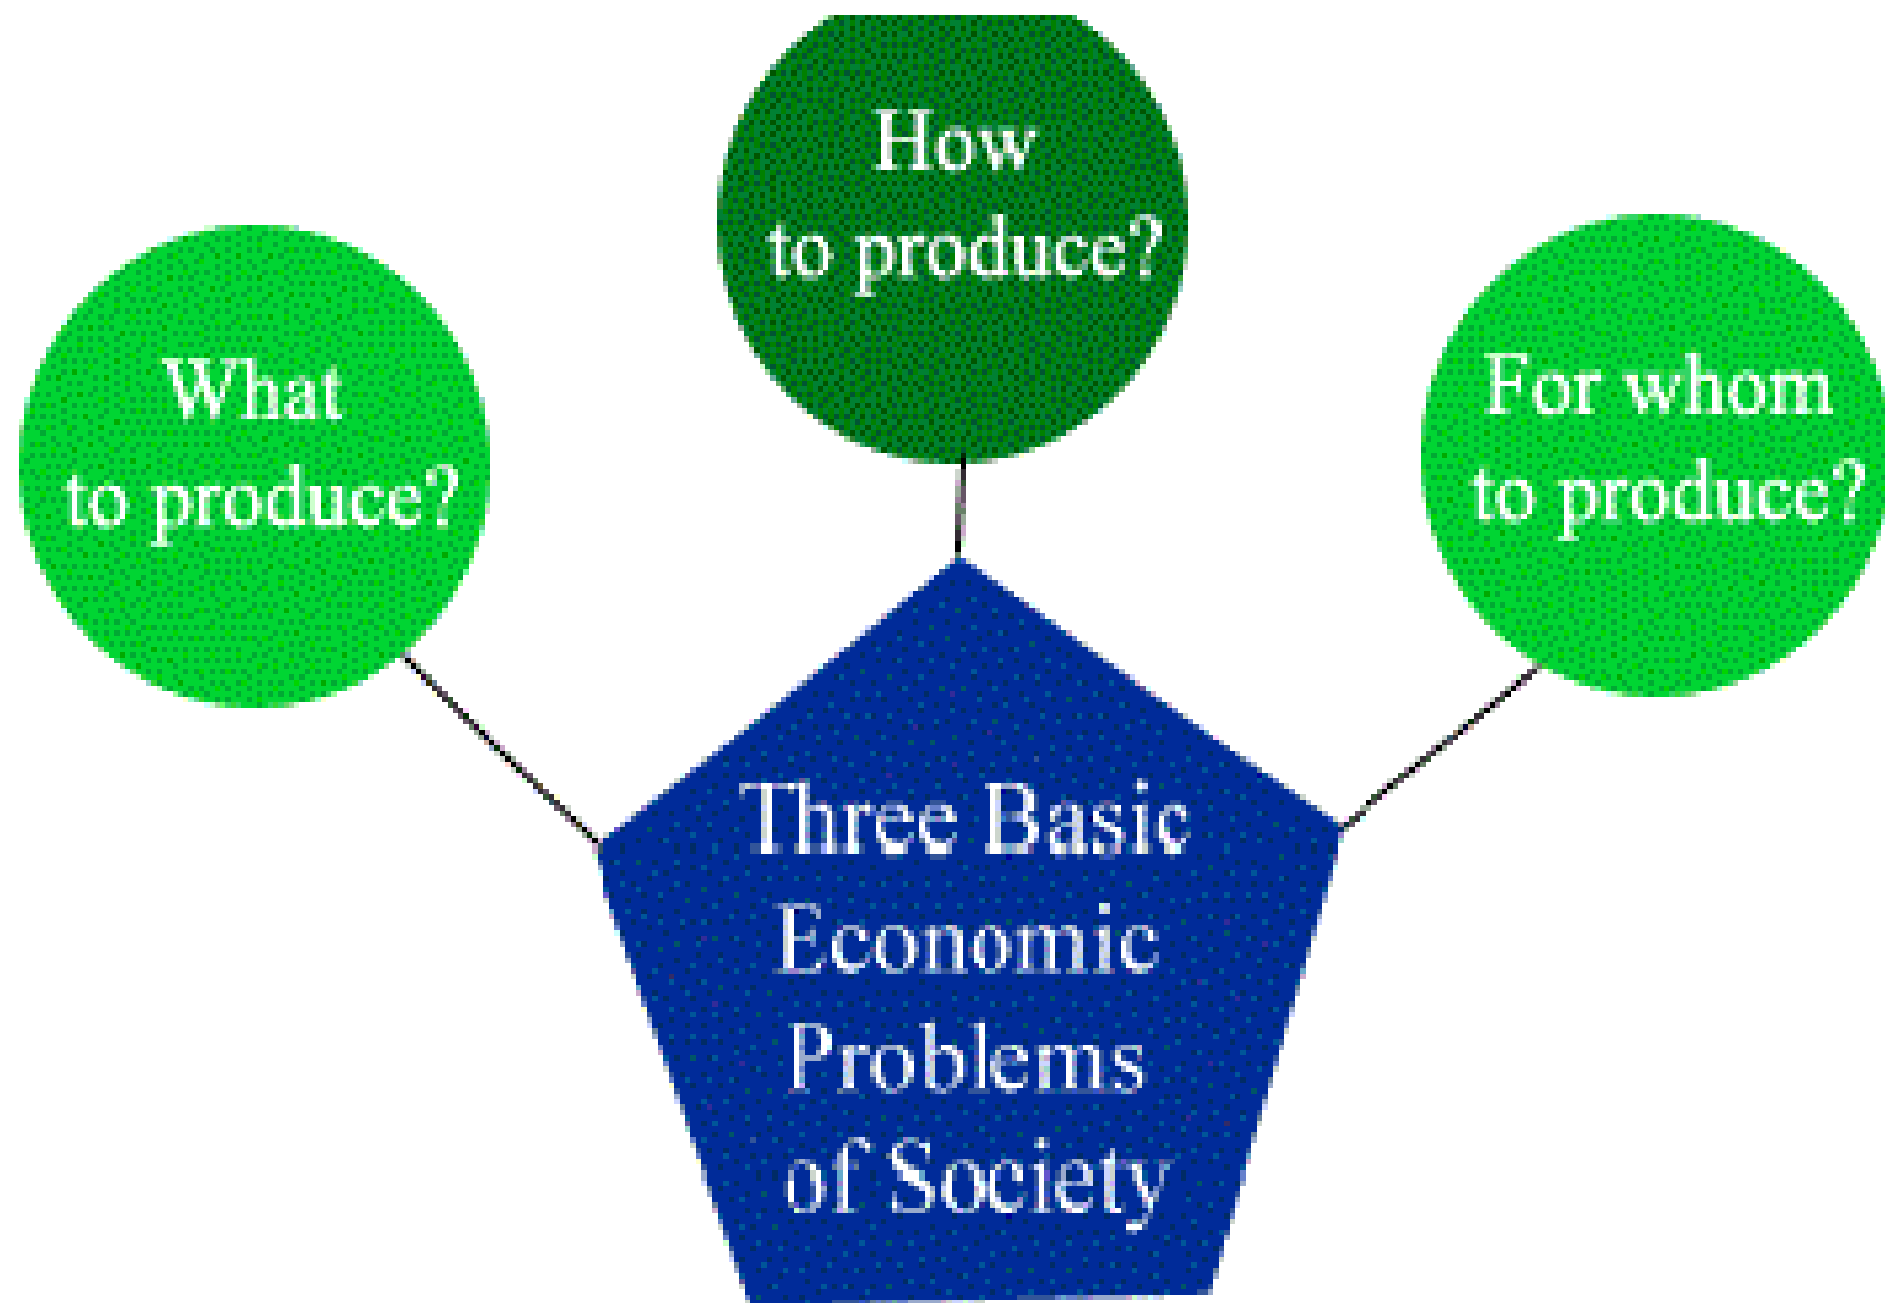 What
to produce?
How
to produce?
For whom
to produce?
Three Basic
Economic
Problems
of Society